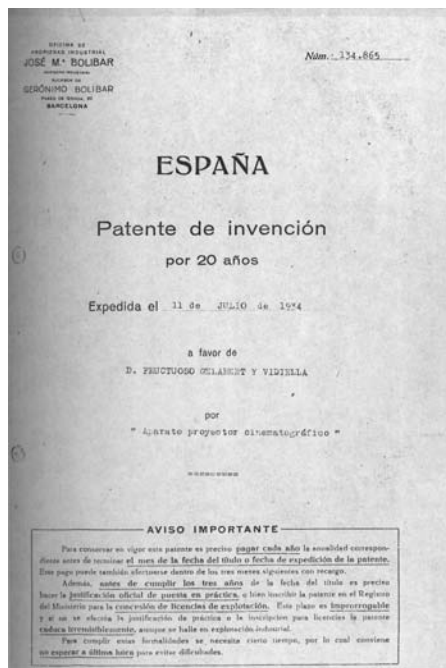 OFICINA DE
PROPIEDAD INDUSTRIAL
JOSÉ Mª BOLIBAR
SUCESOR DE
GERÓNIMO BOLIBAR
PASEO DE GRACIA,
BARCELONA
Núm. 134.865
ESPAÑA
Patente de invención
por 20 años
Expedida el 11 de JULIO de 1934
a favor de
D. FRUCTUOSO GELABERT Y VIDIELLA
por
" Aparato proyector cinematográfico "
AVISO IMPORTANTE
Para conservar en vigor esta patente es preciso pagar cada año la anualidad correspon-
diente antes de terminar el mes de la fecha del título o fecha de expedición de la patente.
Este pago puede también efectuarse dentro de los tres meses siguientes con recargo.
Además, antes de cumplir los tres años de la fecha del título es preciso
hacer la justificación oficial de puesta en práctica, o bien inscribir la patente en el Registro
del Ministerio para la concesión de licencias de explotación. Este plazo es improrrogable
y si no se efectúa la justificación de práctica o la inscripción para licencias la patente
caduca irremisiblemente, aunque se halle en explotación industrial.
Para cumplir estas formalidades se necesita cierto tiempo, por lo cual conviene
no esperar a última hora para evitar dificultades.